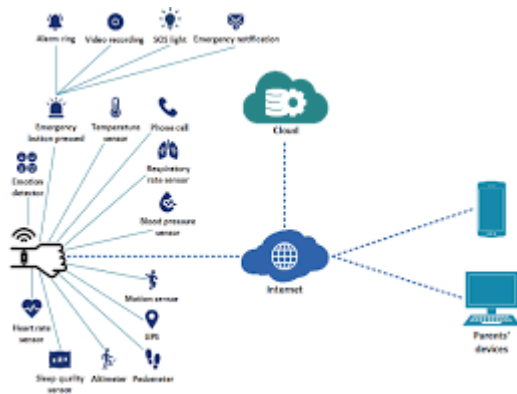 Alarm ring
Video recording
SOS light
Emergency notification
Emergency
button pressed
Temperature
sensor
Phone call
Emotion
detector
Respiratory
rate sensor
Blood pressure
sensor
Cloud
Internet
Motion sensor
GPS
Heart rate
sensor
Sleep quality
sensor
Altimeter
Pedometer
Parents'
devices